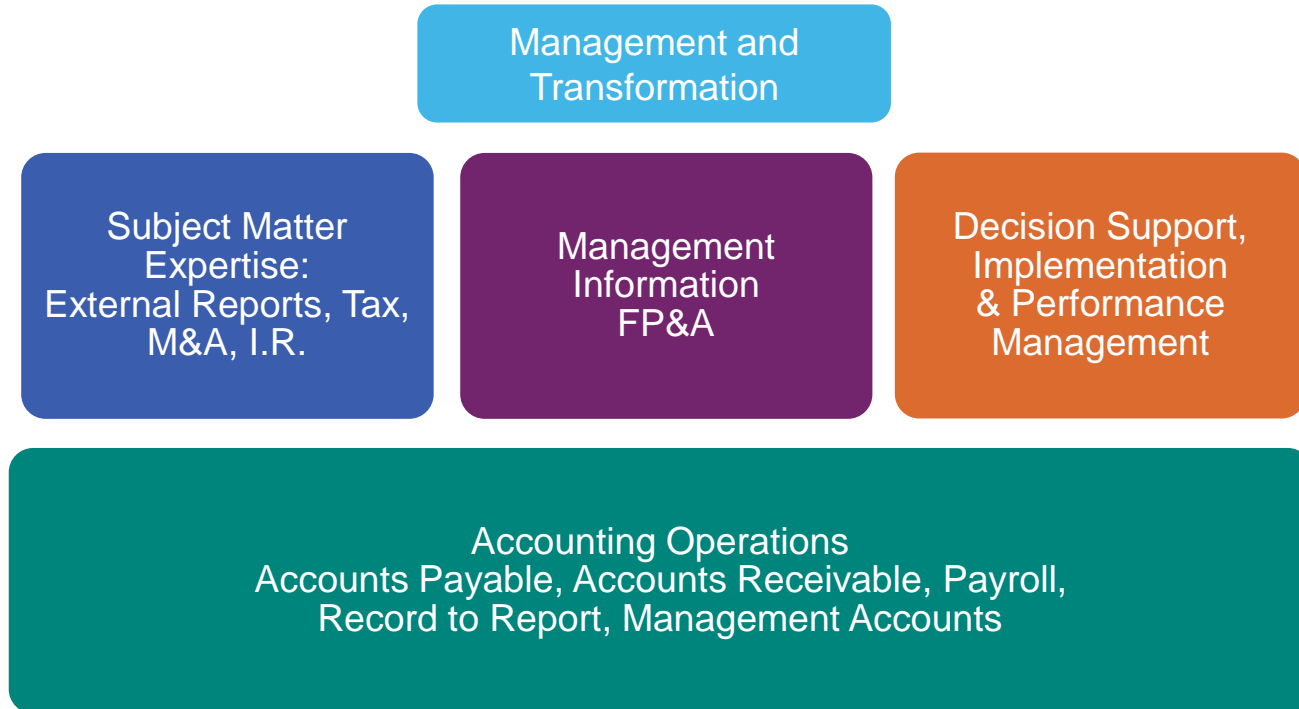 Management and
Transformation
Subject Matter
Expertise:
External Reports, Tax,
M&A, I.R.
Management
Information
FP&A
Decision Support,
Implementation
& Performance
Management
Accounting Operations
Accounts Payable, Accounts Receivable, Payroll,
Record to Report, Management Accounts